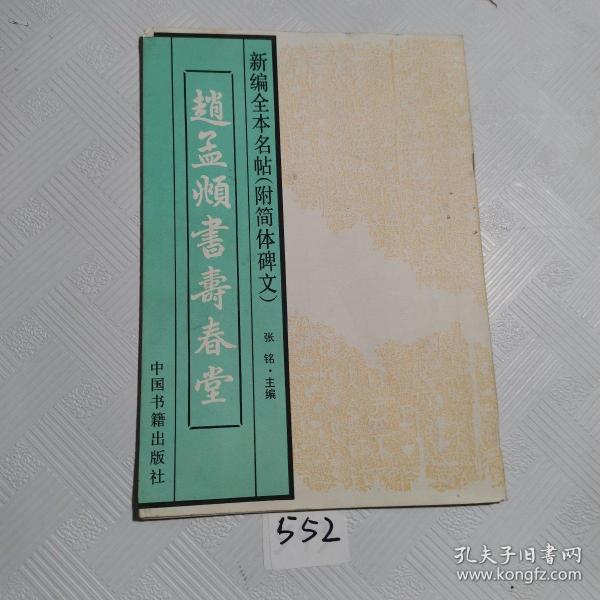 新编全本名帖(附简体碑文)
张铭·主编
趙孟頫書壽春堂
中国书籍出版社
552
孔夫子旧书网
www.kongfz.com